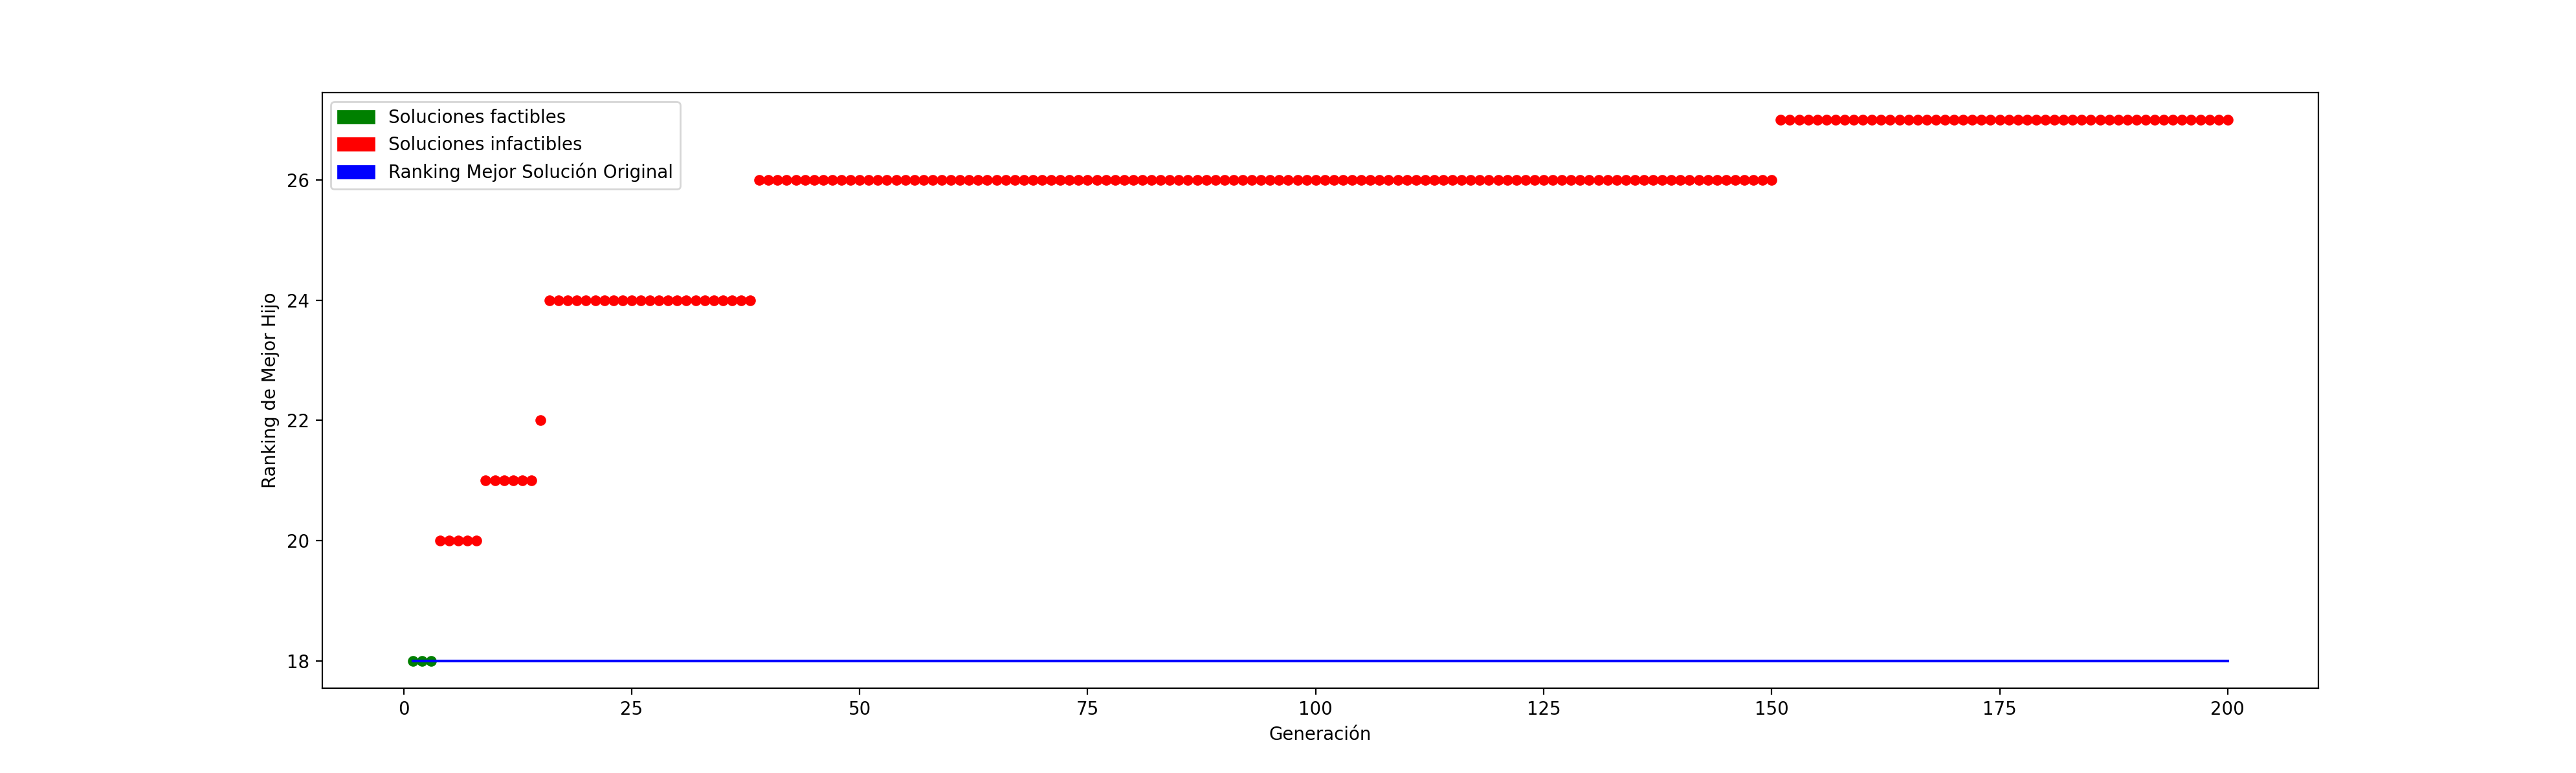 Soluciones factibles
Soluciones infactibles
Ranking Mejor Solución Original
Ranking de Mejor Hijo
26
24
22
20
18
0 25 50 75 100 125 150 175 200
Generación